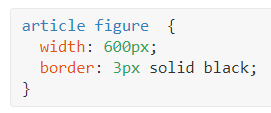 article figure  {
  width: 600px;
  border: 3px solid black;
}